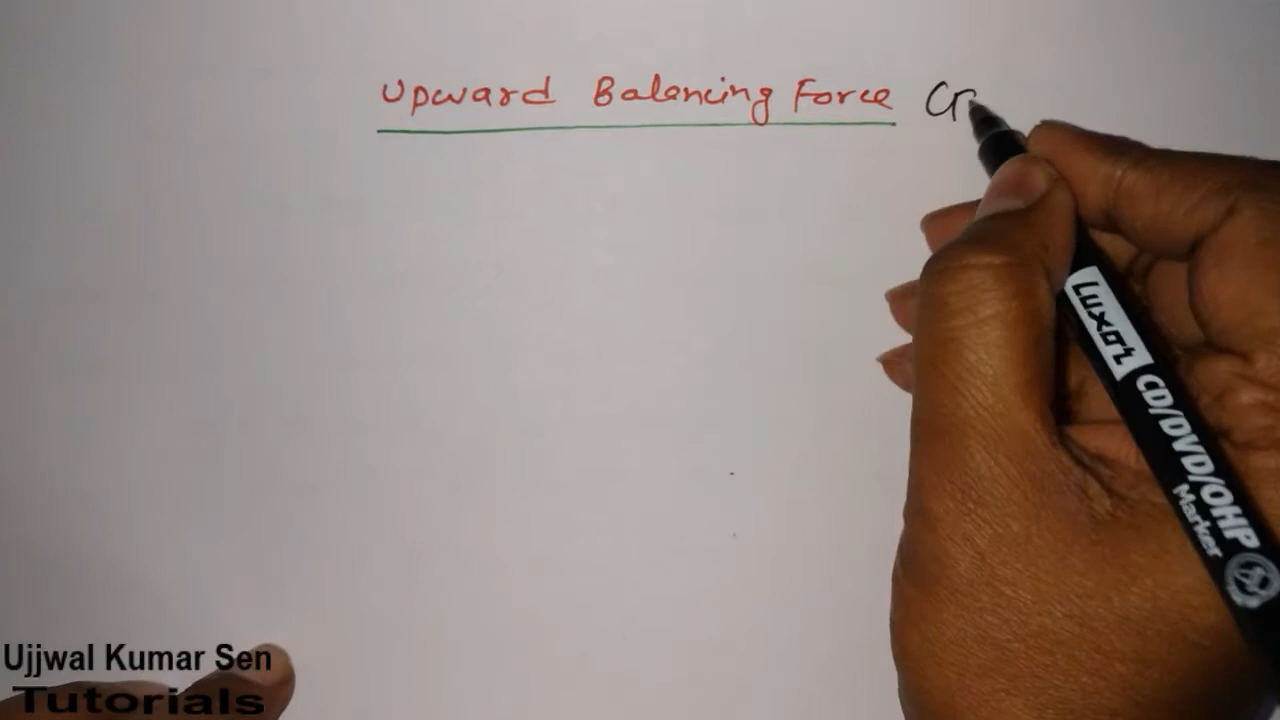 Upward Balancing Force
Luxor CD/DVD/OHP
Marker
Ujjwal Kumar Sen
Tutorials